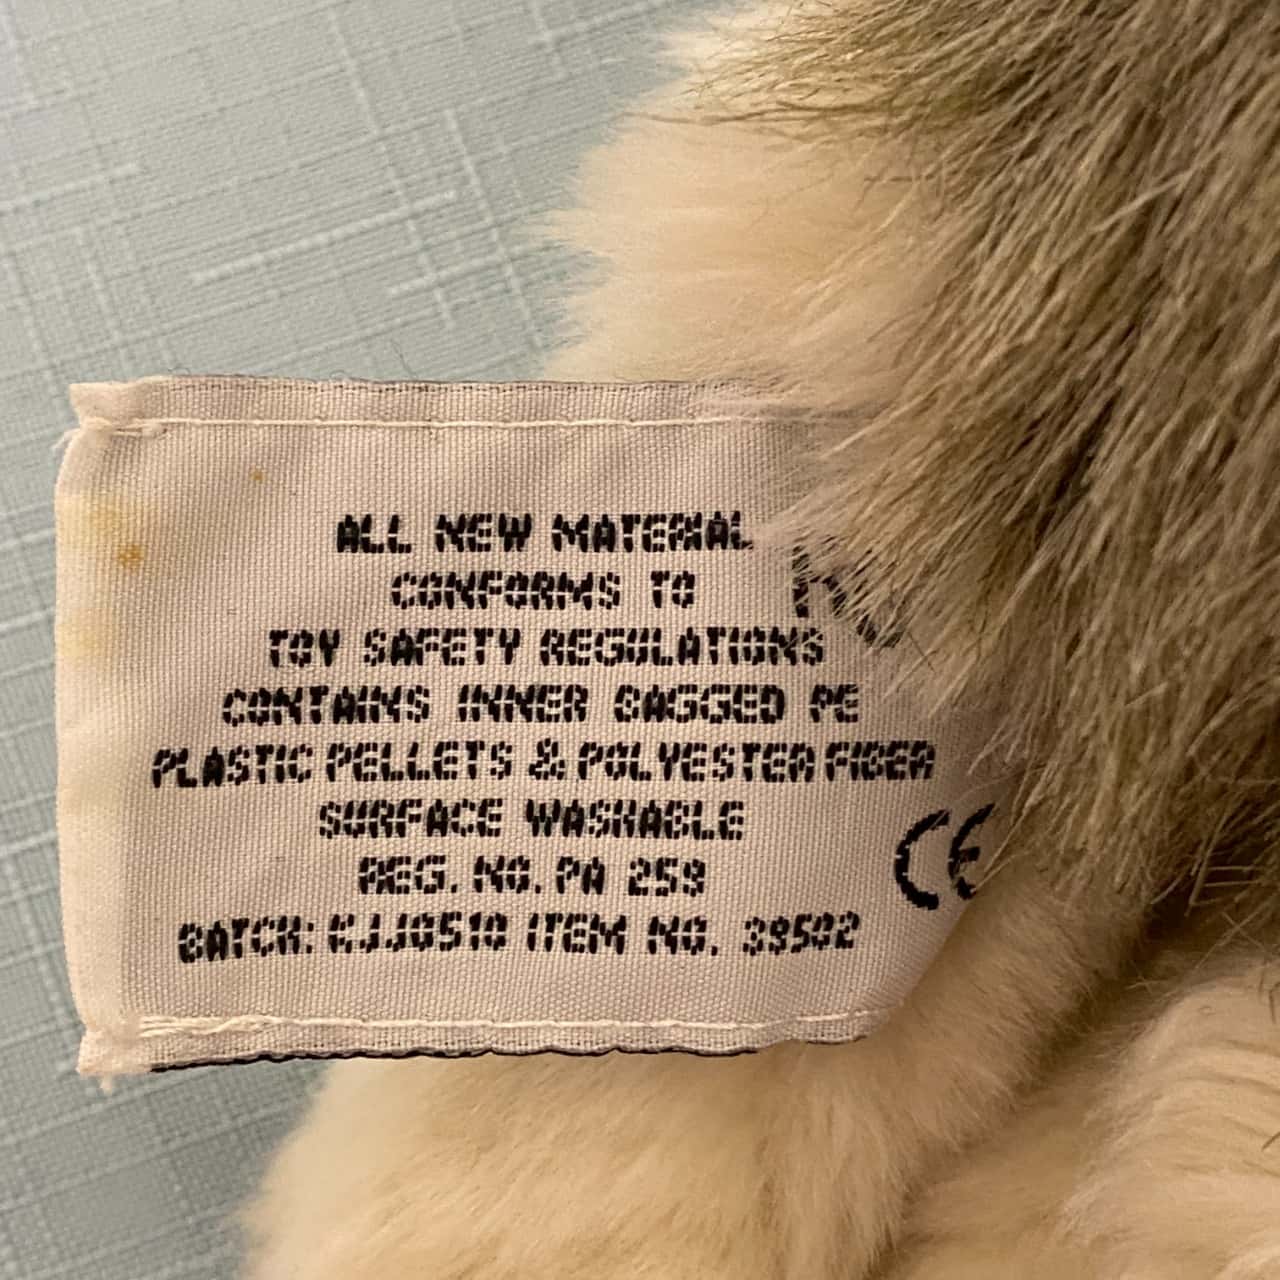 ALL NEW MATERIAL
CONFORMS TO
TOY SAFETY REGULATIONS
CONTAINS INNER BAGGED PE
PLASTIC PELLETS & POLYESTER FIBER
SURFACE WASHABLE
REG. NO. PA 259
BATCH: KJJ0510 ITEM NO. 39502
CE